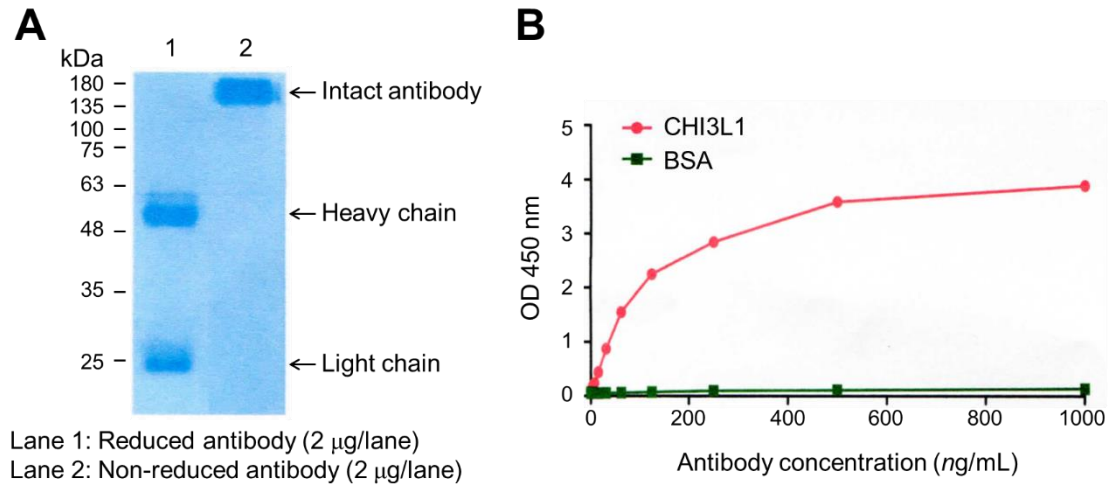 A
kDa
1 2
180
135
100
75
63
48
35
25
← Intact antibody
← Heavy chain
← Light chain
Lane 1: Reduced antibody (2 μg/lane)
Lane 2: Non-reduced antibody (2 μg/lane)
B
CHI3L1
BSA
OD 450 nm
5
4
3
2
1
0
0 200 400 600 800 1000
Antibody concentration (ng/mL)